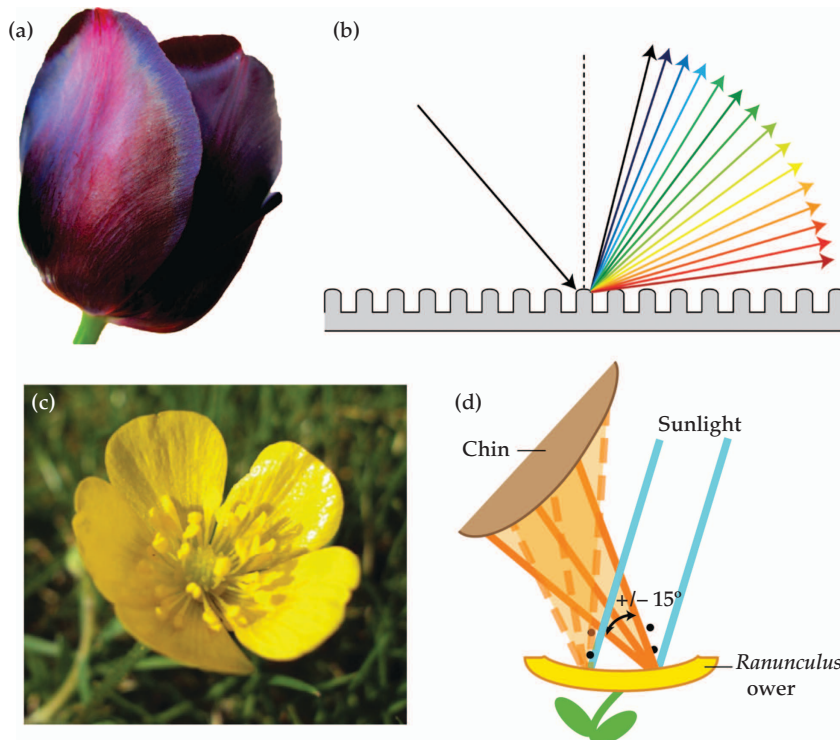 (a)
(b)
(c)
(d)
Chin
Sunlight
+/– 15º
Ranunculus
ower